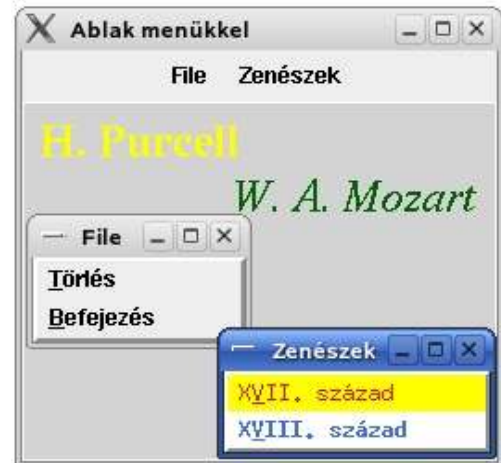 Ablak menükkel
File Zenészek
H. Purcell
W. A. Mozart
File
Törlés
Befejezés
Zenészek
XVII. század
XVIII. század